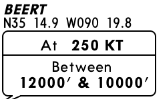 BEERT
N35 14.9 W090 19.8
At 250 KT
Between
12000' & 10000'